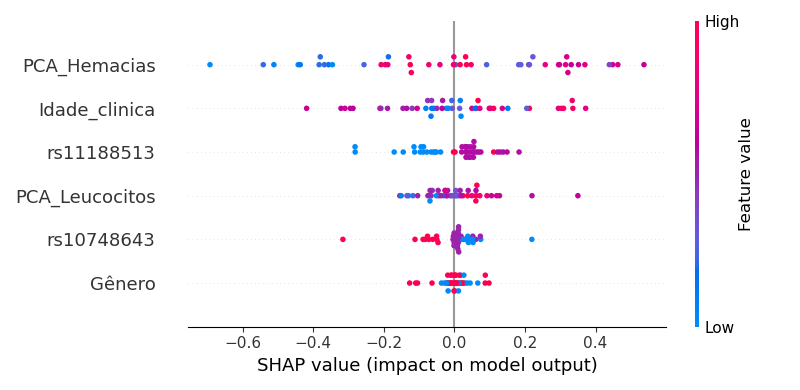 High
PCA_Hemacias
Idade_clinica
rs11188513
PCA_Leucocitos
rs10748643
Gênero
Feature value
Low
−0.6 −0.4 −0.2 0.0 0.2 0.4
SHAP value (impact on model output)